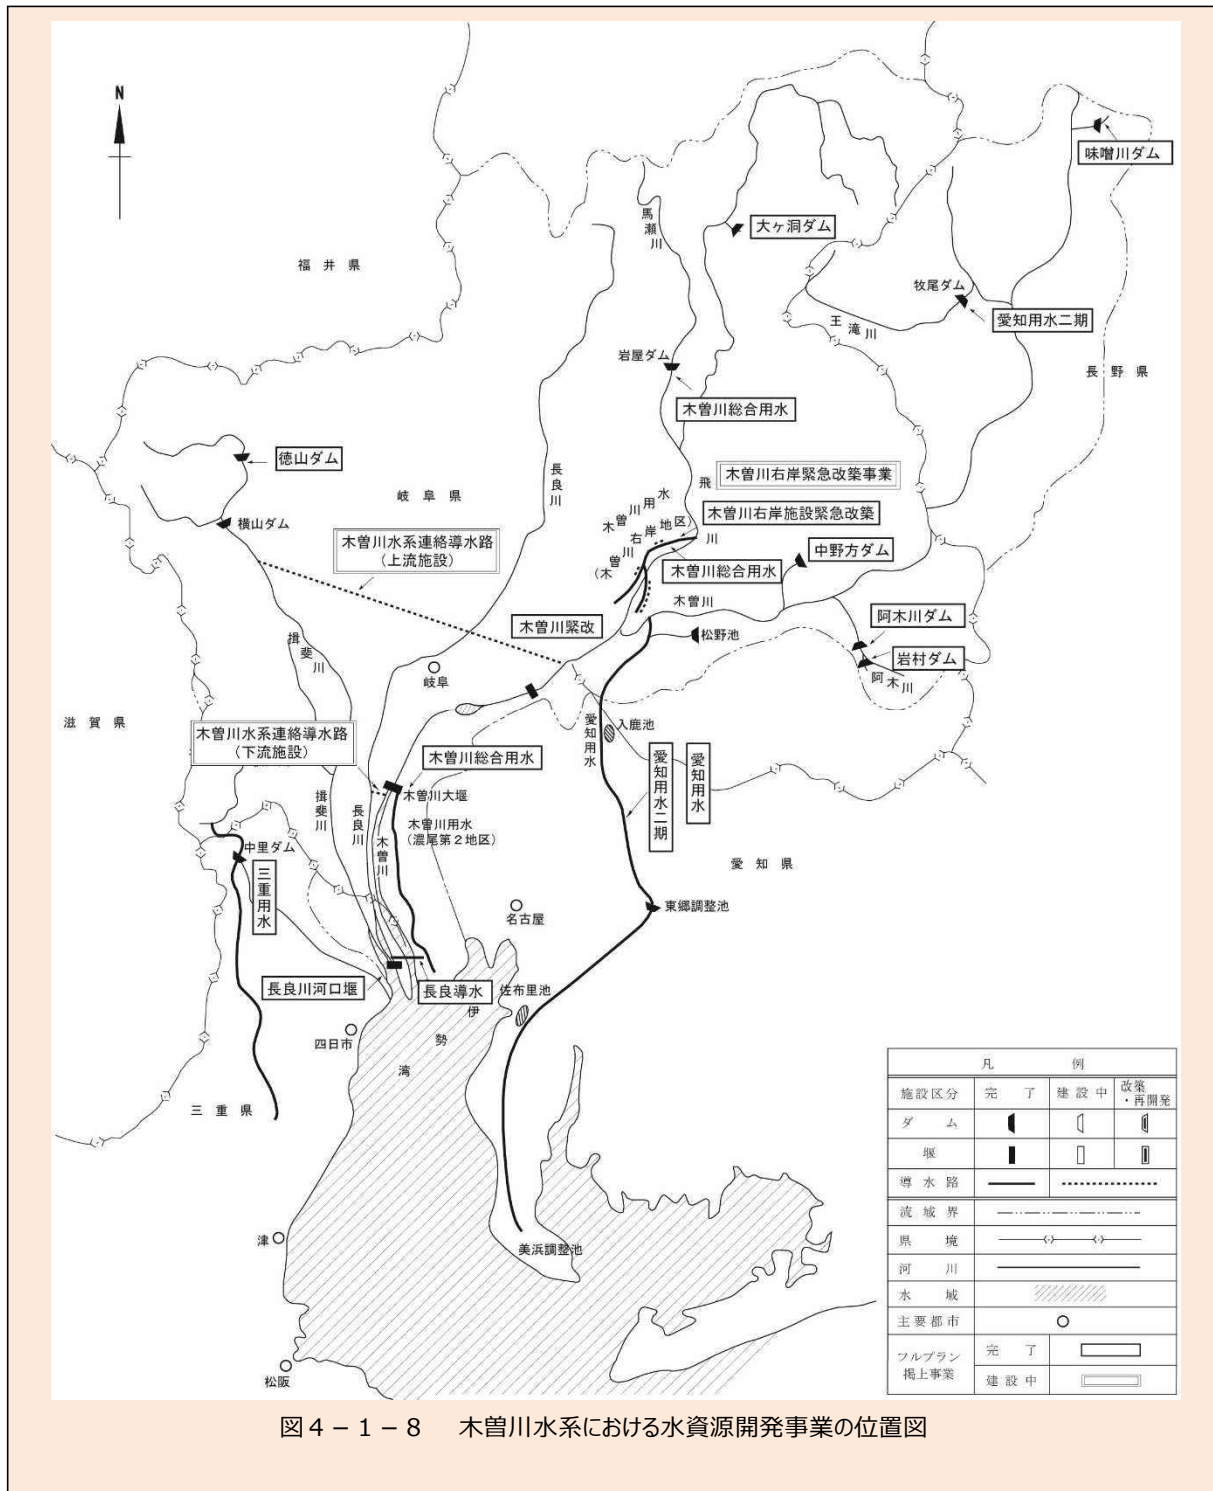 N
味噌川ダム
馬瀬川
大ヶ洞ダム
福井県
牧尾ダム
愛知用水二期
王滝川
岩屋ダム
長野県
木曽川総合用水
徳山ダム
長良川
飛
川
木曽川右岸緊急改築事業
岐阜県
木曽川用水
(木曽川右岸地区)
木曽川右岸施設緊急改築
横山ダム
木曽川水系連絡導水路
(上流施設)
中野方ダム
木曽川総合用水
木曽川
阿木川ダム
木曽川緊改
松野池
岩村ダム
阿木川
揖斐川
岐阜
滋賀県
木曽川水系連絡導水路
(下流施設)
入鹿池
愛知用水
木曽川総合用水
愛知用水二期
愛知用水
木曽川大堰
揖斐川
長良川
木曽川
木曽川用水
(濃尾第2地区)
中里ダム
三重用水
愛知県
東郷調整池
名古屋
長良川河口堰
長良導水
佐布里池
伊
勢
湾
四日市
三重県
津
美浜調整池
松阪
凡例
施設区分 完了 建設中 改築・再開発
ダム
堰
導水路
流域界
県境
河川
水域
主要都市
フルプラン掲上事業 完了
建設中
図4-1-8 木曽川水系における水資源開発事業の位置図